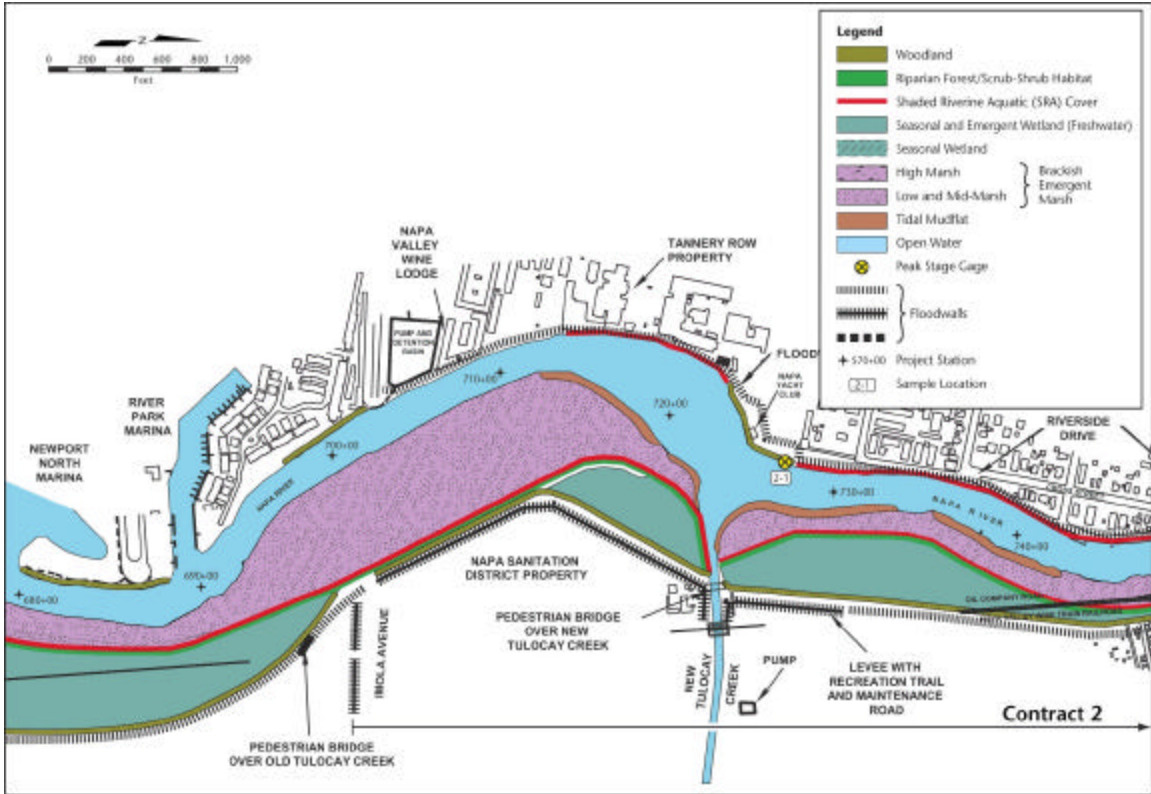 Z
0 200 400 600 800 1,000
Feet
Legend
Woodland
Riparian Forest/Scrub-Shrub Habitat
Shaded Riverine Aquatic (SRA) Cover
Seasonal and Emergent Wetland (Freshwater)
Seasonal Wetland
High Marsh
Low and Mid-Marsh
Brackish
Emergent
Marsh
Tidal Mudflat
Open Water
Peak Stage Gage
Floodwalls
570+00 Project Station
2-1 Sample Location
NAPA
VALLEY
WINE
LODGE
TANNERY ROW
PROPERTY
PUMP AND
DETENTION
BASIN
FLOOD
NAPA
YACHT
CLUB
RIVERSIDE
DRIVE
RIVER
PARK
MARINA
NEWPORT
NORTH
MARINA
680+00
690+00
700+00
710+00
720+00
730+00
740+00
2-1
NAPA RIVER
NAPA RIVER
NAPA SANITATION
DISTRICT PROPERTY
OIL COMPANY ROAD
PEDESTRIAN BRIDGE
OVER NEW
TULOCAY CREEK
IMOLA AVENUE
NEW
TULOCAY
CREEK
PUMP
LEVEE WITH
RECREATION TRAIL
AND MAINTENANCE
ROAD
Contract 2
PEDESTRIAN BRIDGE
OVER OLD TULOCAY CREEK